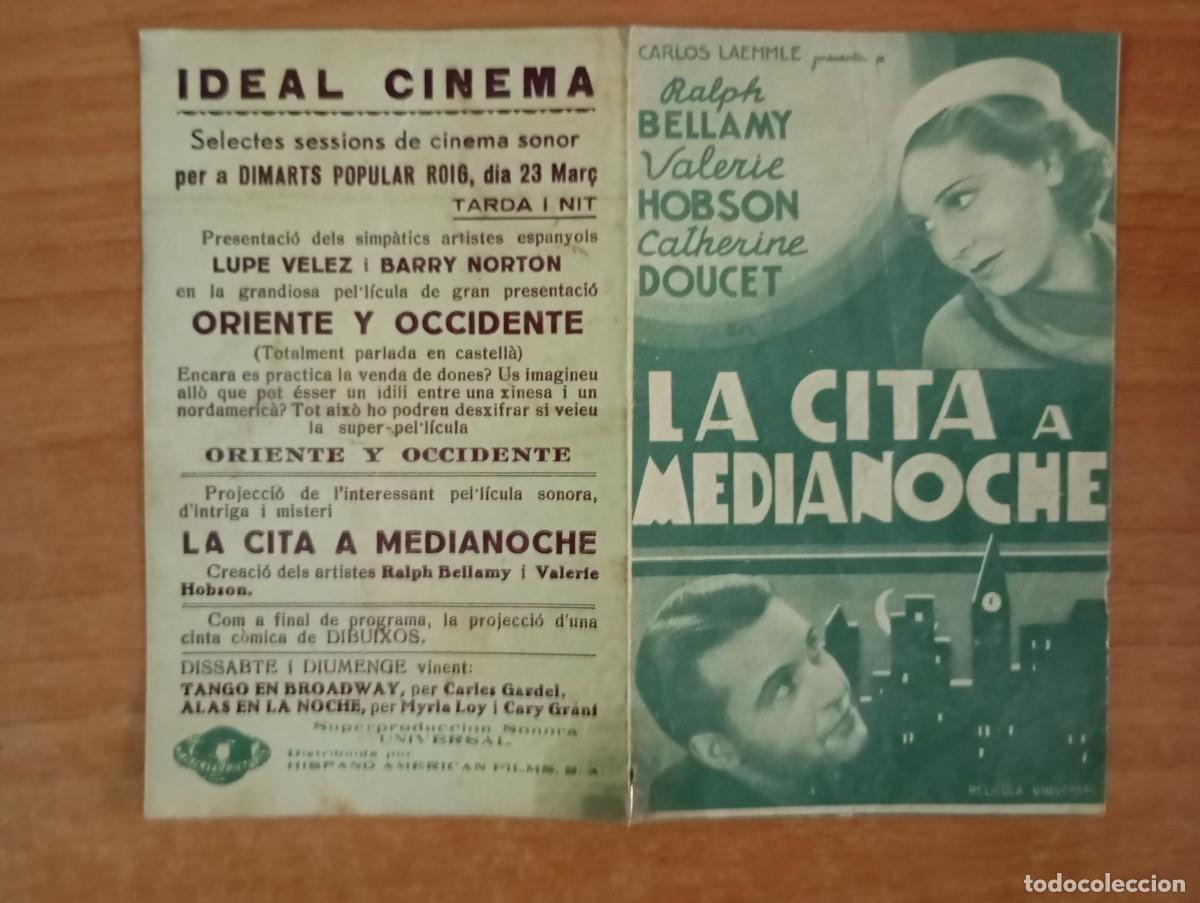 IDEAL CINEMA
Selectes sessions de cinema sonor
per a DIMARTS POPULAR ROIG, dia 23 Març
TARDA I NIT
Presentació dels simpàtics artistes espanyols
LUPE VELEZ i BARRY NORTON
en la grandiosa pel·lícula de gran presentació
ORIENTE Y OCCIDENTE
(Totalment parlada en castellà)
Encara es practica la venda de dones? Us imagineu
allò que pot ésser un idili entre una xinesa i un
nordamericà? Tot això ho podreu desxifrar si veieu
la super-pel·lícula
ORIENTE Y OCCIDENTE
Projecció de l'interessant pel·lícula sonora,
d'intriga i misteri
LA CITA A MEDIANOCHE
Creació dels artistes Ralph Bellamy i Valerie
Hobson.
Com a final de programa, la projecció d'una
cinta còmica de DIBUIXOS.
DISSABTE i DIUMENGE vinent:
TANGO EN BROADWAY, per Carles Gardel,
ALAS EN LA NOCHE, per Myrla Loy i Cary Grant
Superproduccion Sonora
UNIVERSAL
Distribuida por
HISPANO AMERICAN FILMS, S. A
CARLOS LAEMMLE presenta a
Ralph
BELLAMY
Valerie
HOBSON
Catherine
DOUCET
en
LA CITA A
MEDIANOCHE
PELICULA UNIVERSAL
todocoleccion